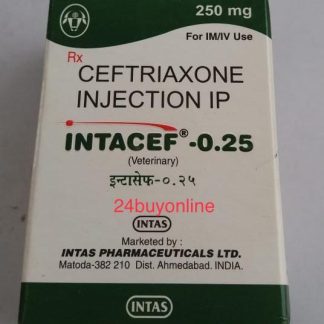 250 mg
For IM/IV Use
Rx
CEFTRIAXONE
INJECTION IP
INTACEF®-0.25
(Veterinary)
इन्टासेफ-०.२५
24buyonline
INTAS
Marketed by :
INTAS PHARMACEUTICALS LTD.
Matoda-382 210 Dist. Ahmedabad. INDIA.
INTAS